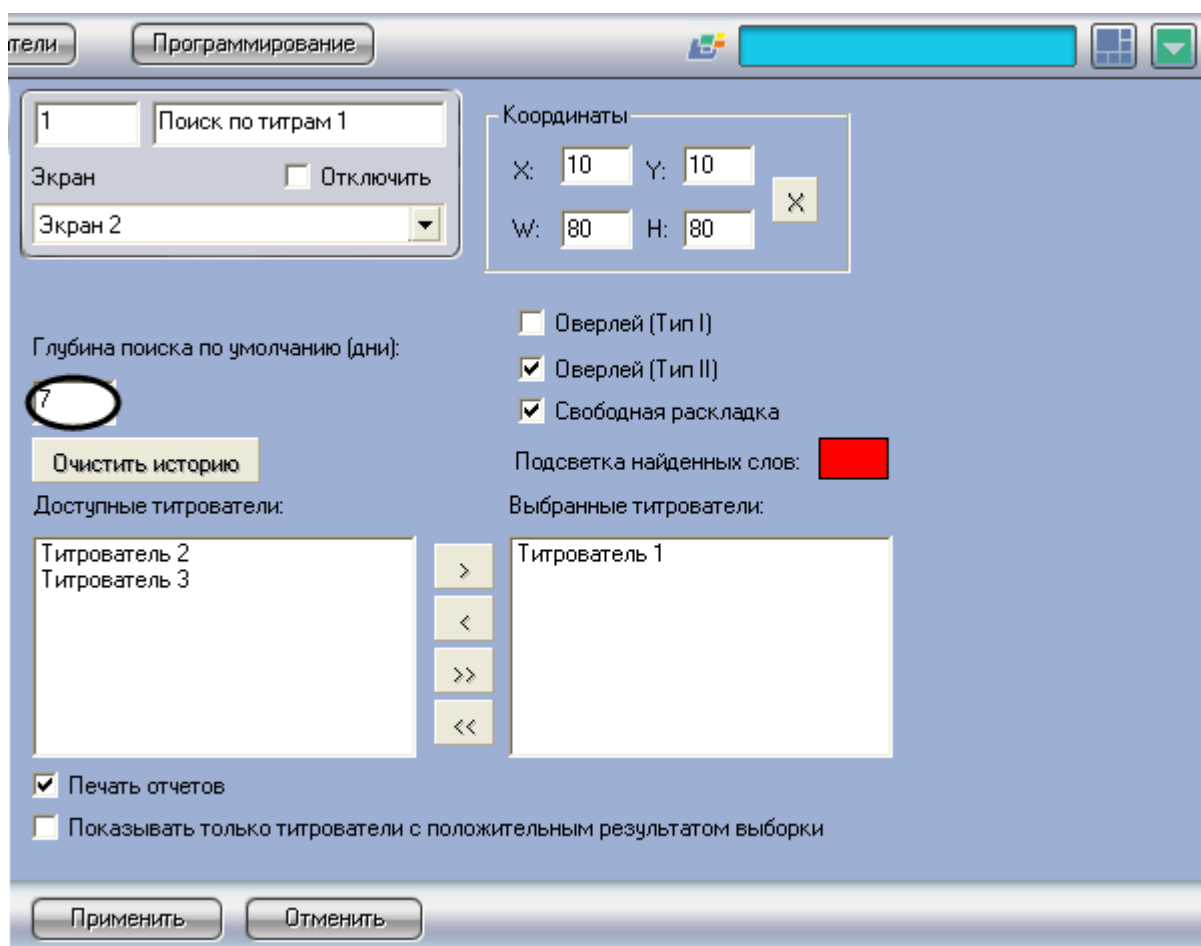 тели
Программирование
1
Поиск по титрам 1
Экран
Отключить
Экран 2
Координаты
X: 10 Y: 10
X
W: 80 H: 80
Глубина поиска по умолчанию (дни):
7
Оверлей (Тип I)
Оверлей (Тип II)
Свободная раскладка
Очистить историю
Подсветка найденных слов:
Доступные титрователи:
Выбранные титрователи:
Титрователь 2
Титрователь 3
>
<
>>
<<
Титрователь 1
Печать отчетов
Показывать только титрователи с положительным результатом выборки
Применить
Отменить